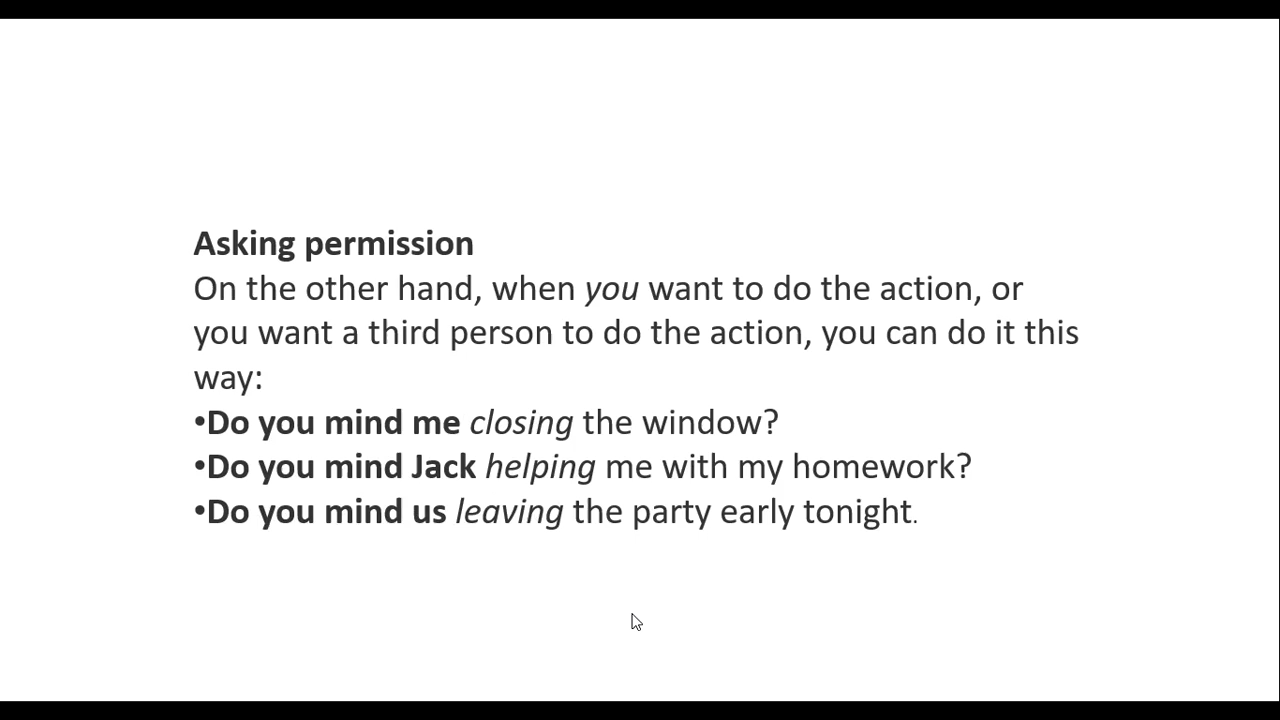 Asking permission
On the other hand, when you want to do the action, or
you want a third person to do the action, you can do it this
way:
•Do you mind me closing the window?
•Do you mind Jack helping me with my homework?
•Do you mind us leaving the party early tonight.